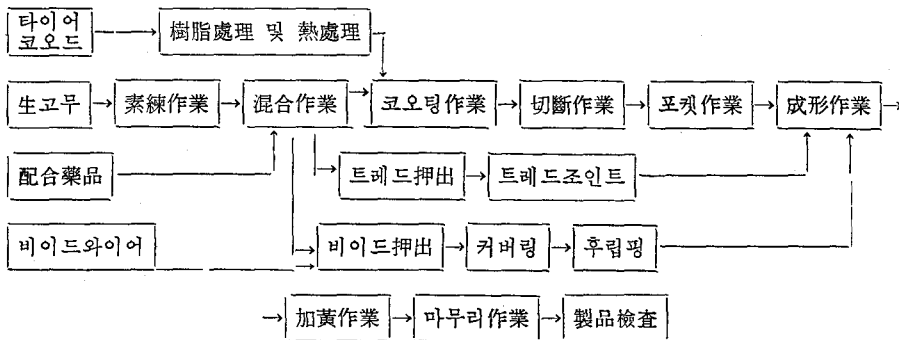 타이어
코오드
樹脂處理 및 熱處理
生고무
素練作業
混合作業
코오팅作業
切斷作業
포켓作業
成形作業
配合藥品
트레드押出
트레드조인트
비이드와이어
비이드押出
커버링
후립핑
加黃作業
마무리作業
製品檢査